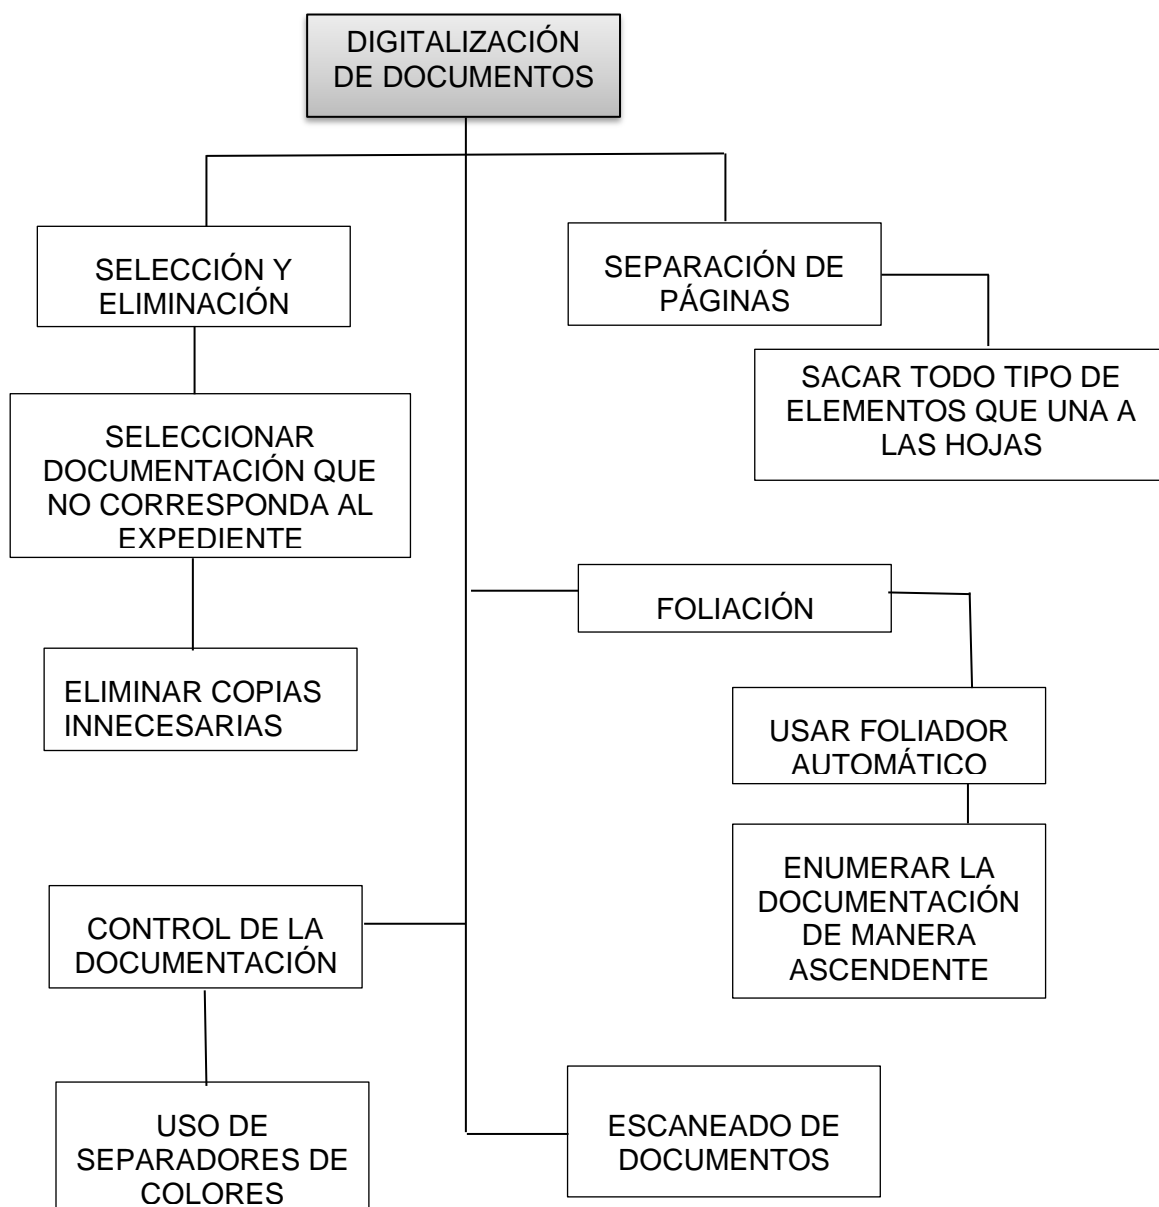 DIGITALIZACIÓN
DE DOCUMENTOS
SELECCIÓN Y
ELIMINACIÓN
SEPARACIÓN DE
PÁGINAS
SACAR TODO TIPO DE
ELEMENTOS QUE UNA A
LAS HOJAS
SELECCIONAR
DOCUMENTACIÓN QUE
NO CORRESPONDA AL
EXPEDIENTE
FOLIACIÓN
ELIMINAR COPIAS
INNECESARIAS
USAR FOLIADOR
AUTOMÁTICO
ENUMERAR LA
DOCUMENTACIÓN
DE MANERA
ASCENDENTE
CONTROL DE LA
DOCUMENTACIÓN
USO DE
SEPARADORES DE
COLORES
ESCANEADO DE
DOCUMENTOS